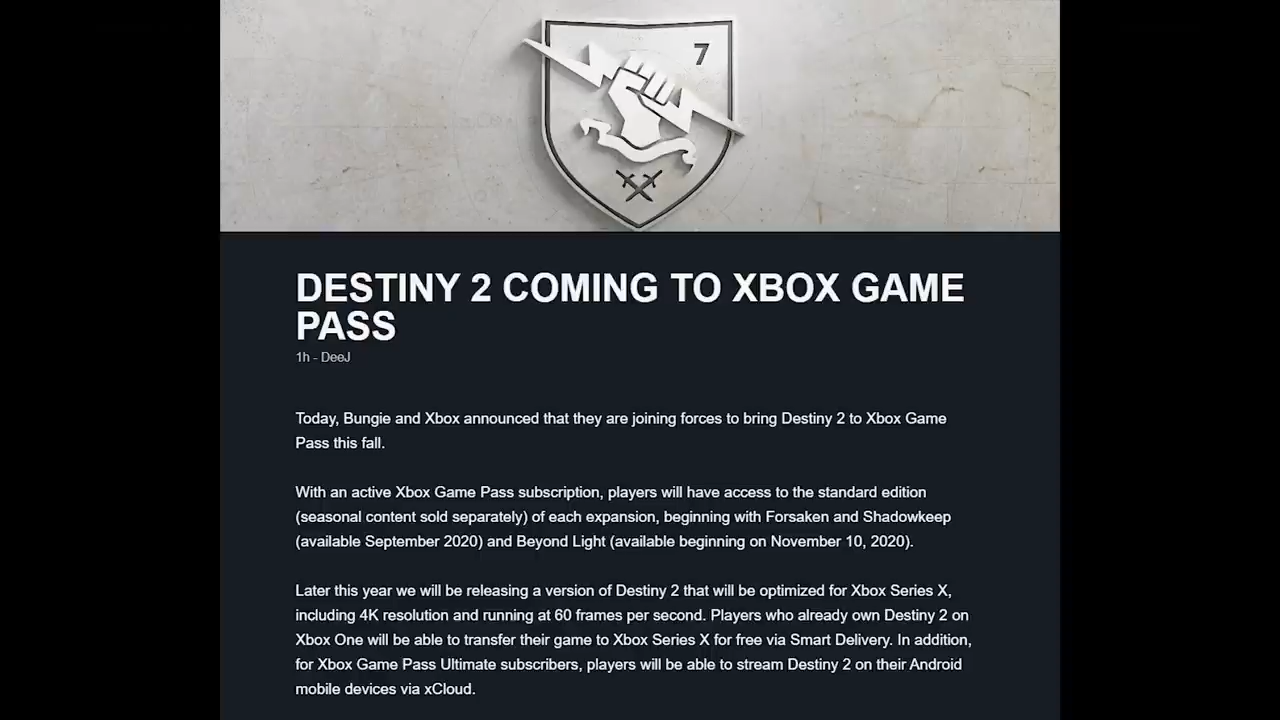 7
DESTINY 2 COMING TO XBOX GAME
PASS
1h - DeeJ
Today, Bungie and Xbox announced that they are joining forces to bring Destiny 2 to Xbox Game
Pass this fall.
With an active Xbox Game Pass subscription, players will have access to the standard edition
(seasonal content sold separately) of each expansion, beginning with Forsaken and Shadowkeep
(available September 2020) and Beyond Light (available beginning on November 10, 2020).
Later this year we will be releasing a version of Destiny 2 that will be optimized for Xbox Series X,
including 4K resolution and running at 60 frames per second. Players who already own Destiny 2 on
Xbox One will be able to transfer their game to Xbox Series X for free via Smart Delivery. In addition,
for Xbox Game Pass Ultimate subscribers, players will be able to stream Destiny 2 on their Android
mobile devices via xCloud.